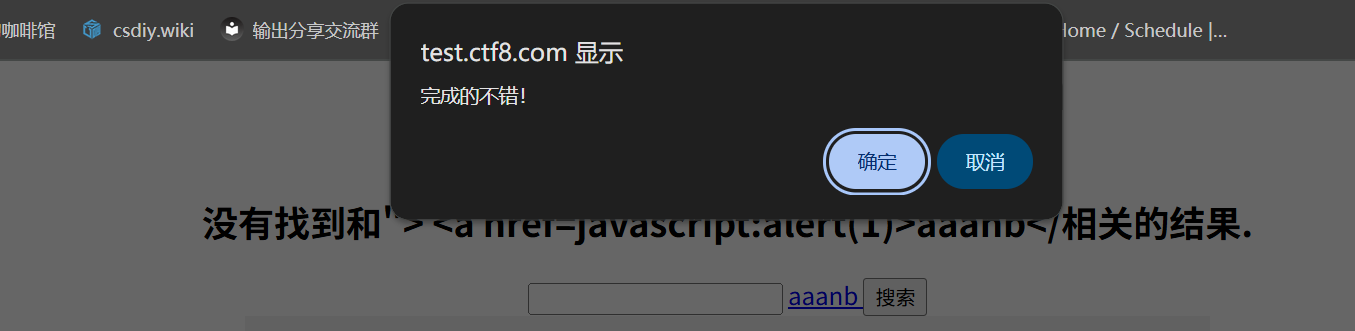 咖啡馆 csdiy.wiki 输出分享交流群 Home / Schedule |...
test.ctf8.com 显示
完成的不错！
确定 取消
没有找到和"> <a href=javascript:alert(1)>aaanb</相关的结果.
aaanb 搜索